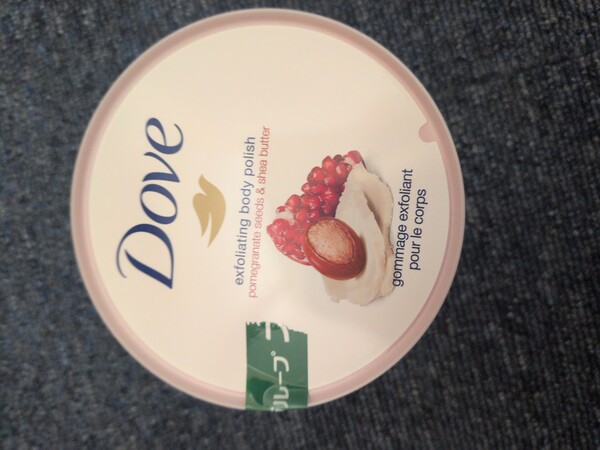 Dove
exfoliating body polish
pomegranate seeds & shea butter
gommage exfoliant
pour le corps